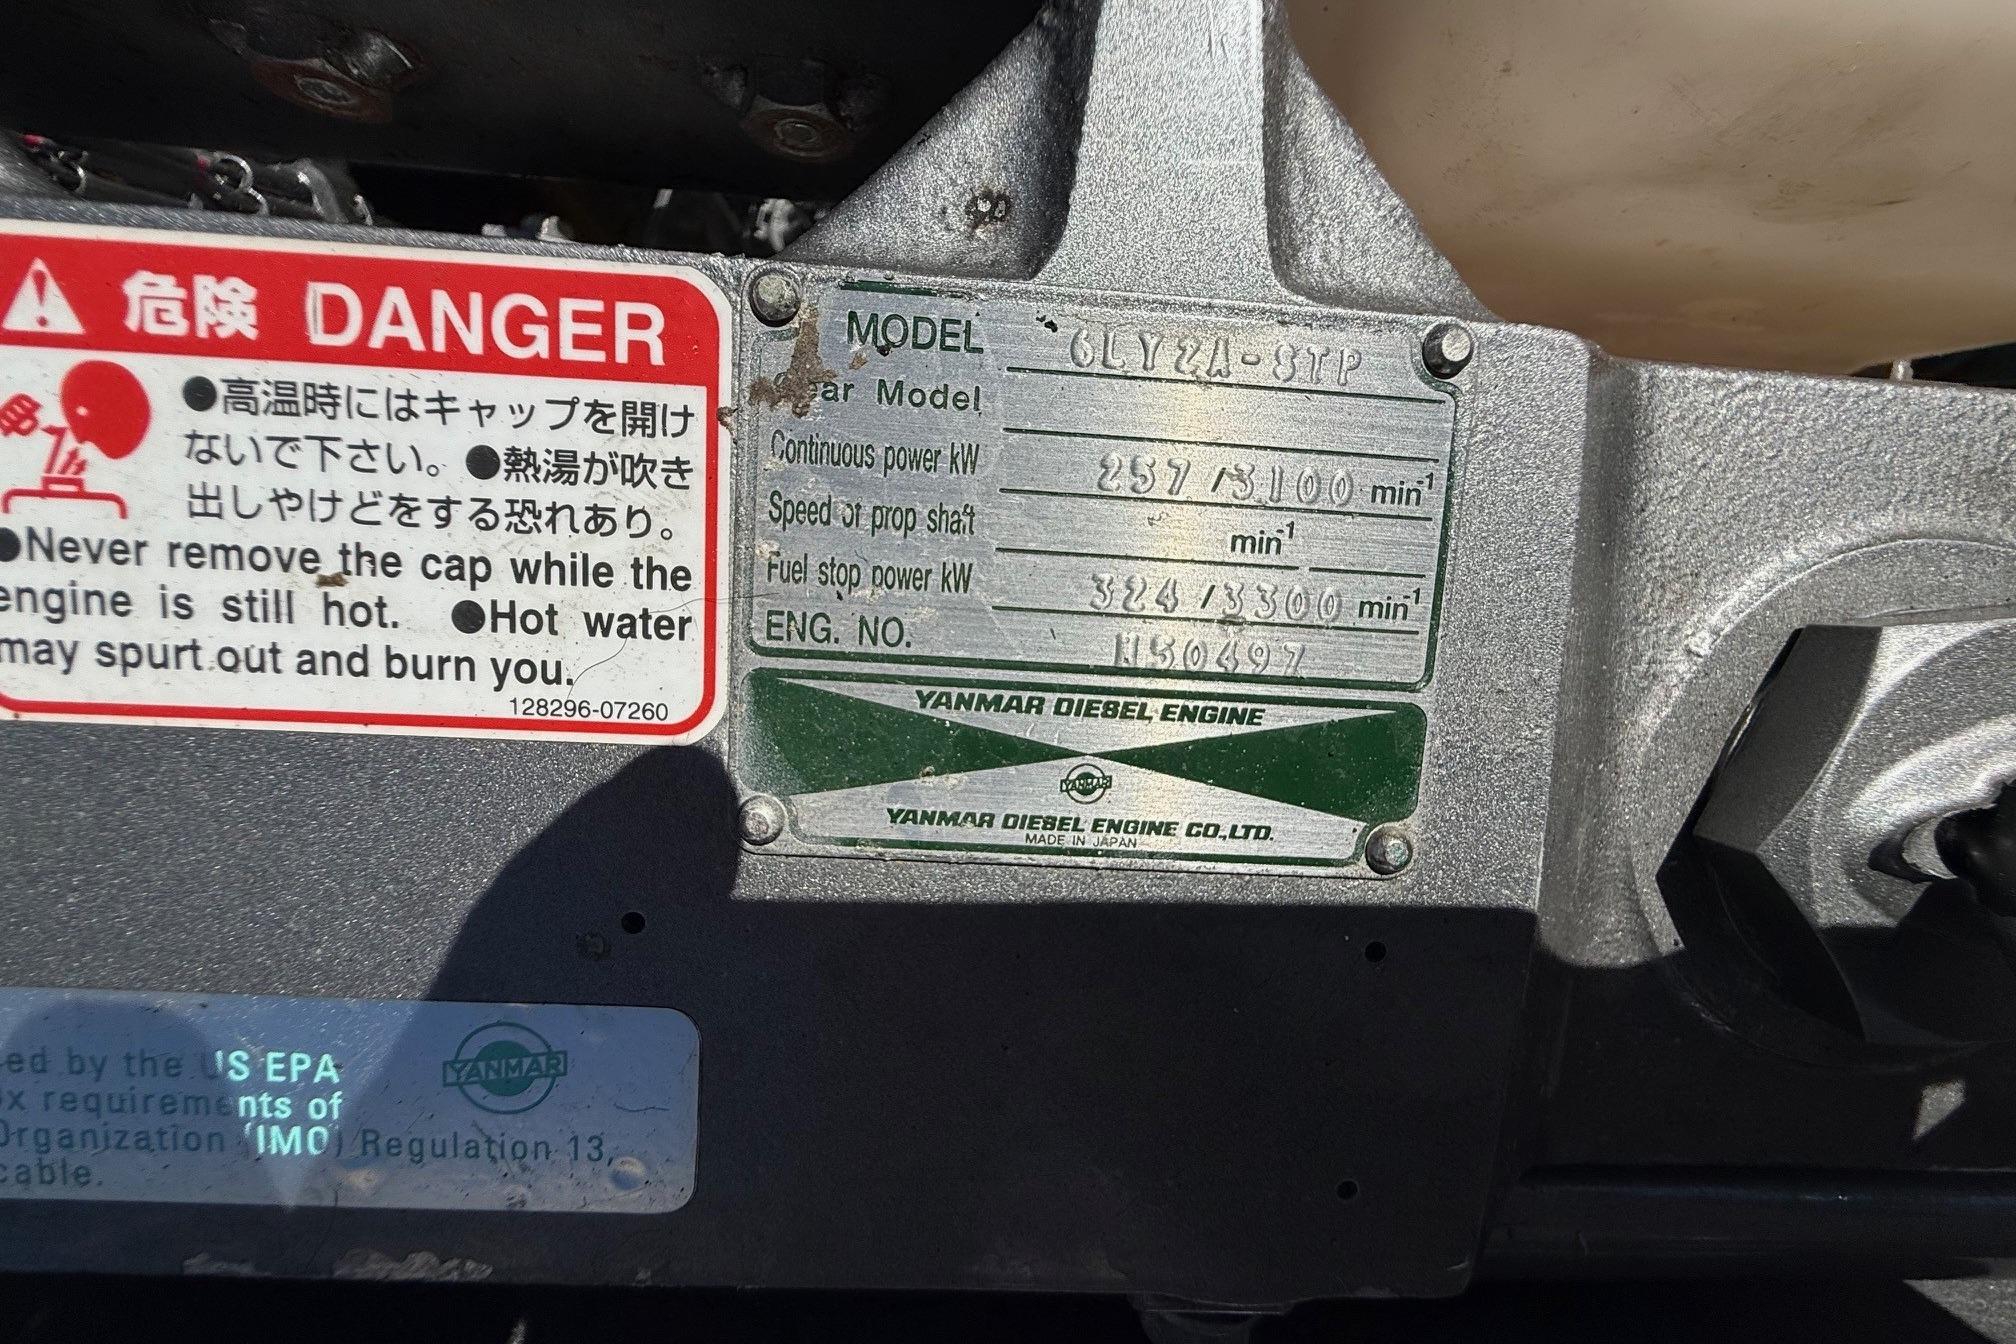 危険 DANGER
●高温時にはキャップを開け
ないで下さい。●熱湯が吹き
出しやけどをする恐れあり。
●Never remove the cap while the
engine is still hot. ●Hot water
may spurt out and burn you.
128296-07260
MODEL 6LY2A-STP
Gear Model
Continuous power kW 257/3100 min-1
Speed of prop shaft min-1
Fuel stop power kW 324/3300 min-1
ENG. NO. N50497
YANMAR DIESEL ENGINE
YANMAR
YANMAR DIESEL ENGINE CO.,LTD.
MADE IN JAPAN
ed by the US EPA
x requirements of
Organization (IMO) Regulation 13,
cable.
YANMAR